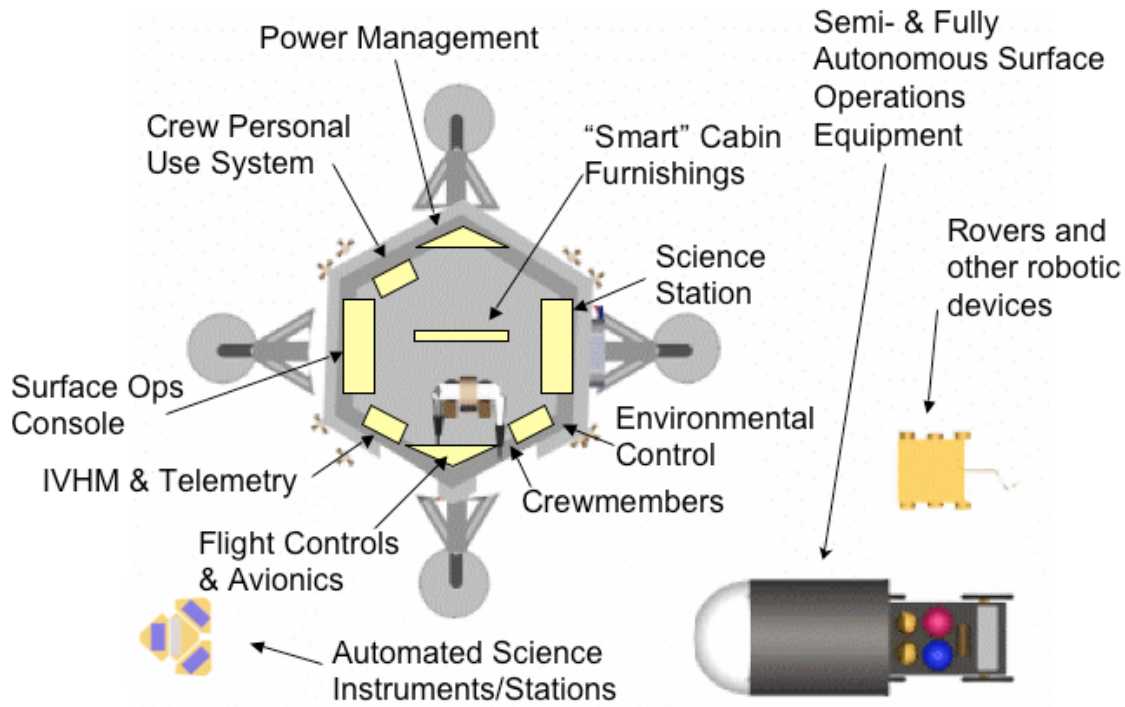 Power Management
Semi- & Fully
Autonomous Surface
Operations
Equipment
Crew Personal
Use System
“Smart” Cabin
Furnishings
Rovers and
other robotic
devices
Science
Station
Surface Ops
Console
Environmental
Control
IVHM & Telemetry
Crewmembers
Flight Controls
& Avionics
Automated Science
Instruments/Stations